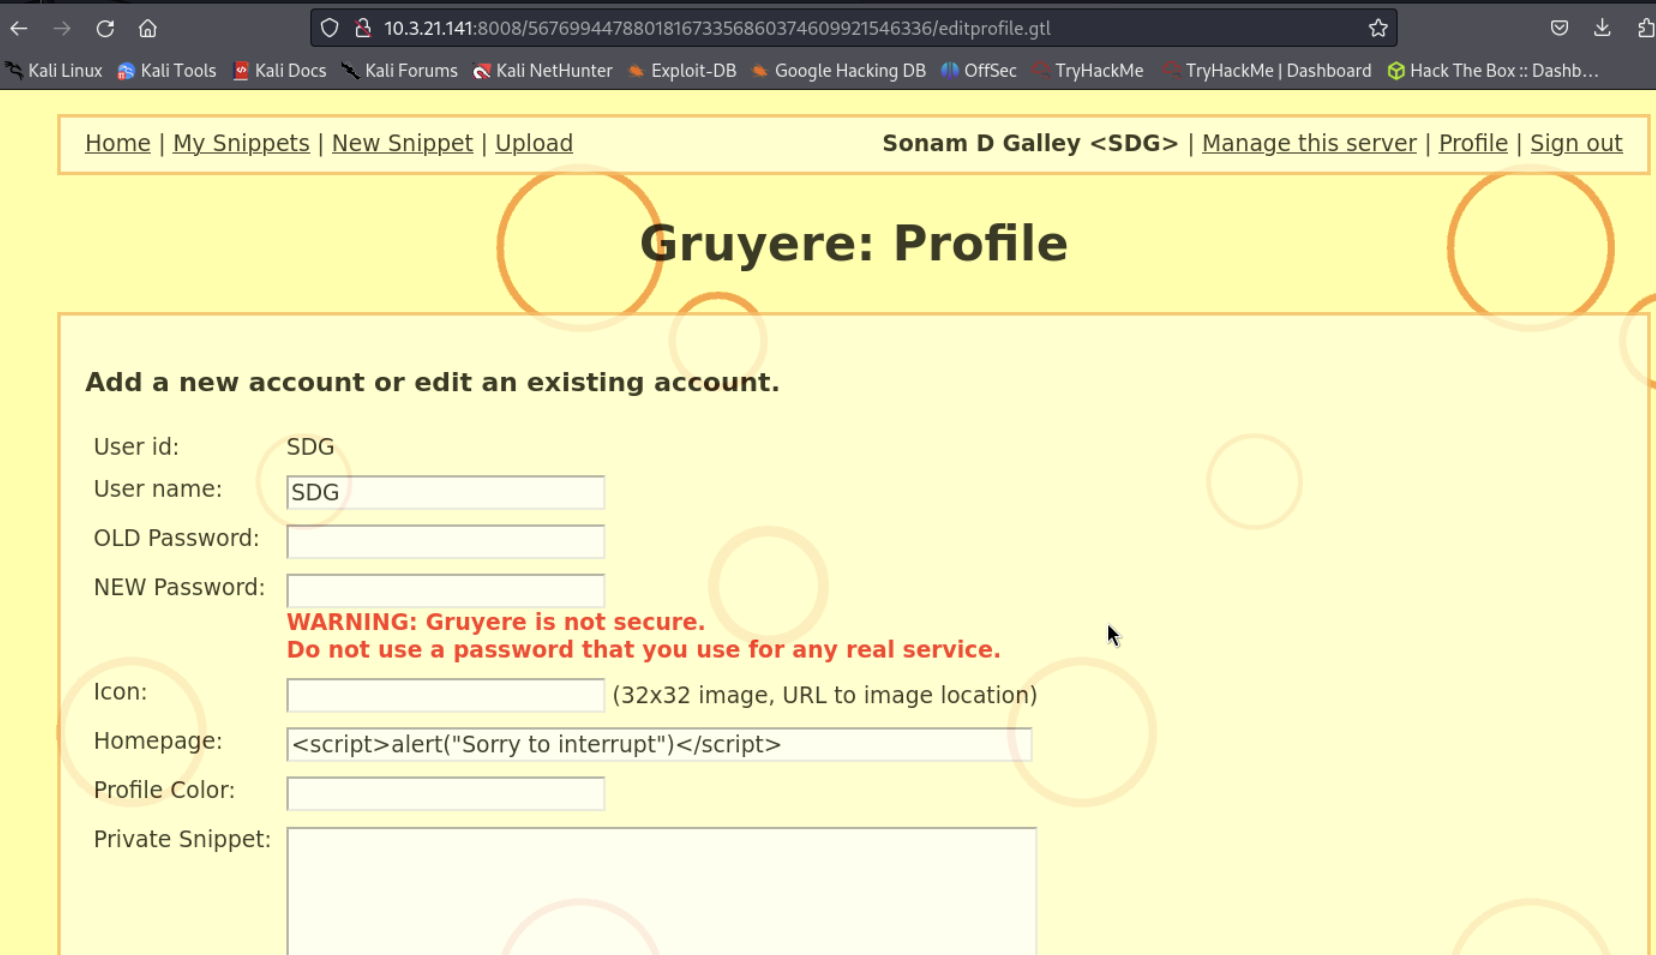 10.3.21.141:8008/567699447880181673356860374609921546336/editprofile.gtl
Kali Linux Kali Tools Kali Docs Kali Forums Kali NetHunter Exploit-DB Google Hacking DB OffSec TryHackMe TryHackMe | Dashboard Hack The Box :: Dashb…
Home | My Snippets | New Snippet | Upload Sonam D Galley <SDG> | Manage this server | Profile | Sign out
Gruyere: Profile
Add a new account or edit an existing account.
User id: SDG
User name: SDG
OLD Password:
NEW Password:
WARNING: Gruyere is not secure.
Do not use a password that you use for any real service.
Icon: (32x32 image, URL to image location)
Homepage: <script>alert("Sorry to interrupt")</script>
Profile Color:
Private Snippet: